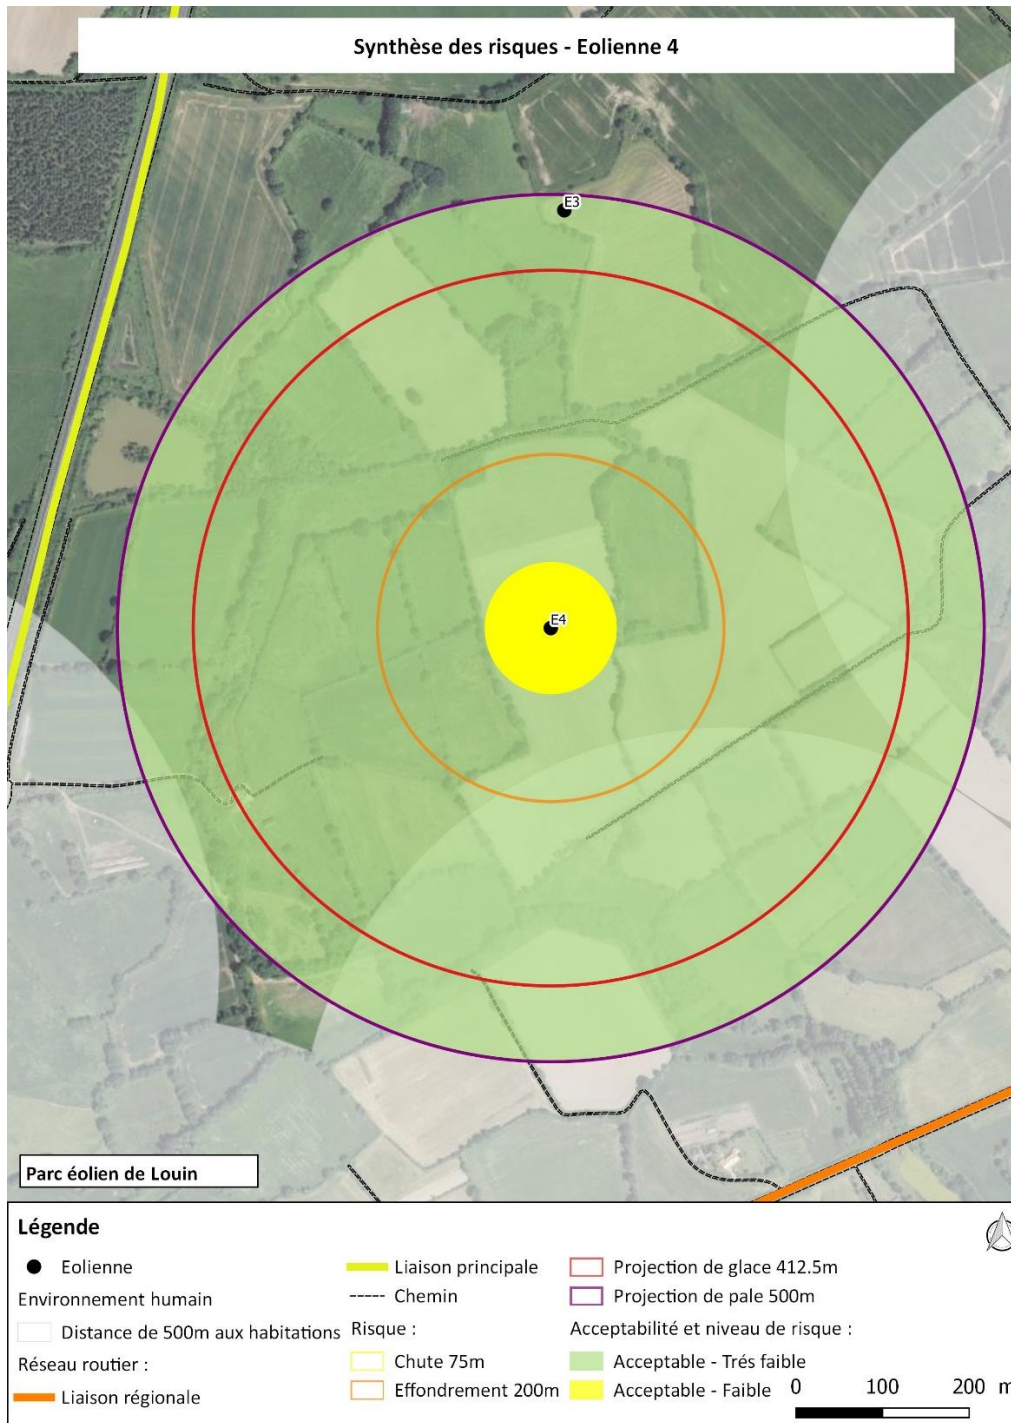 Synthèse des risques - Eolienne 4
E3
E4
Parc éolien de Louin
Légende
Eolienne
Environnement humain
Distance de 500m aux habitations
Réseau routier :
Liaison régionale
Liaison principale
Chemin
Risque :
Chute 75m
Effondrement 200m
Projection de glace 412.5m
Projection de pale 500m
Acceptabilité et niveau de risque :
Acceptable - Trés faible
Acceptable - Faible
0 100 200 m